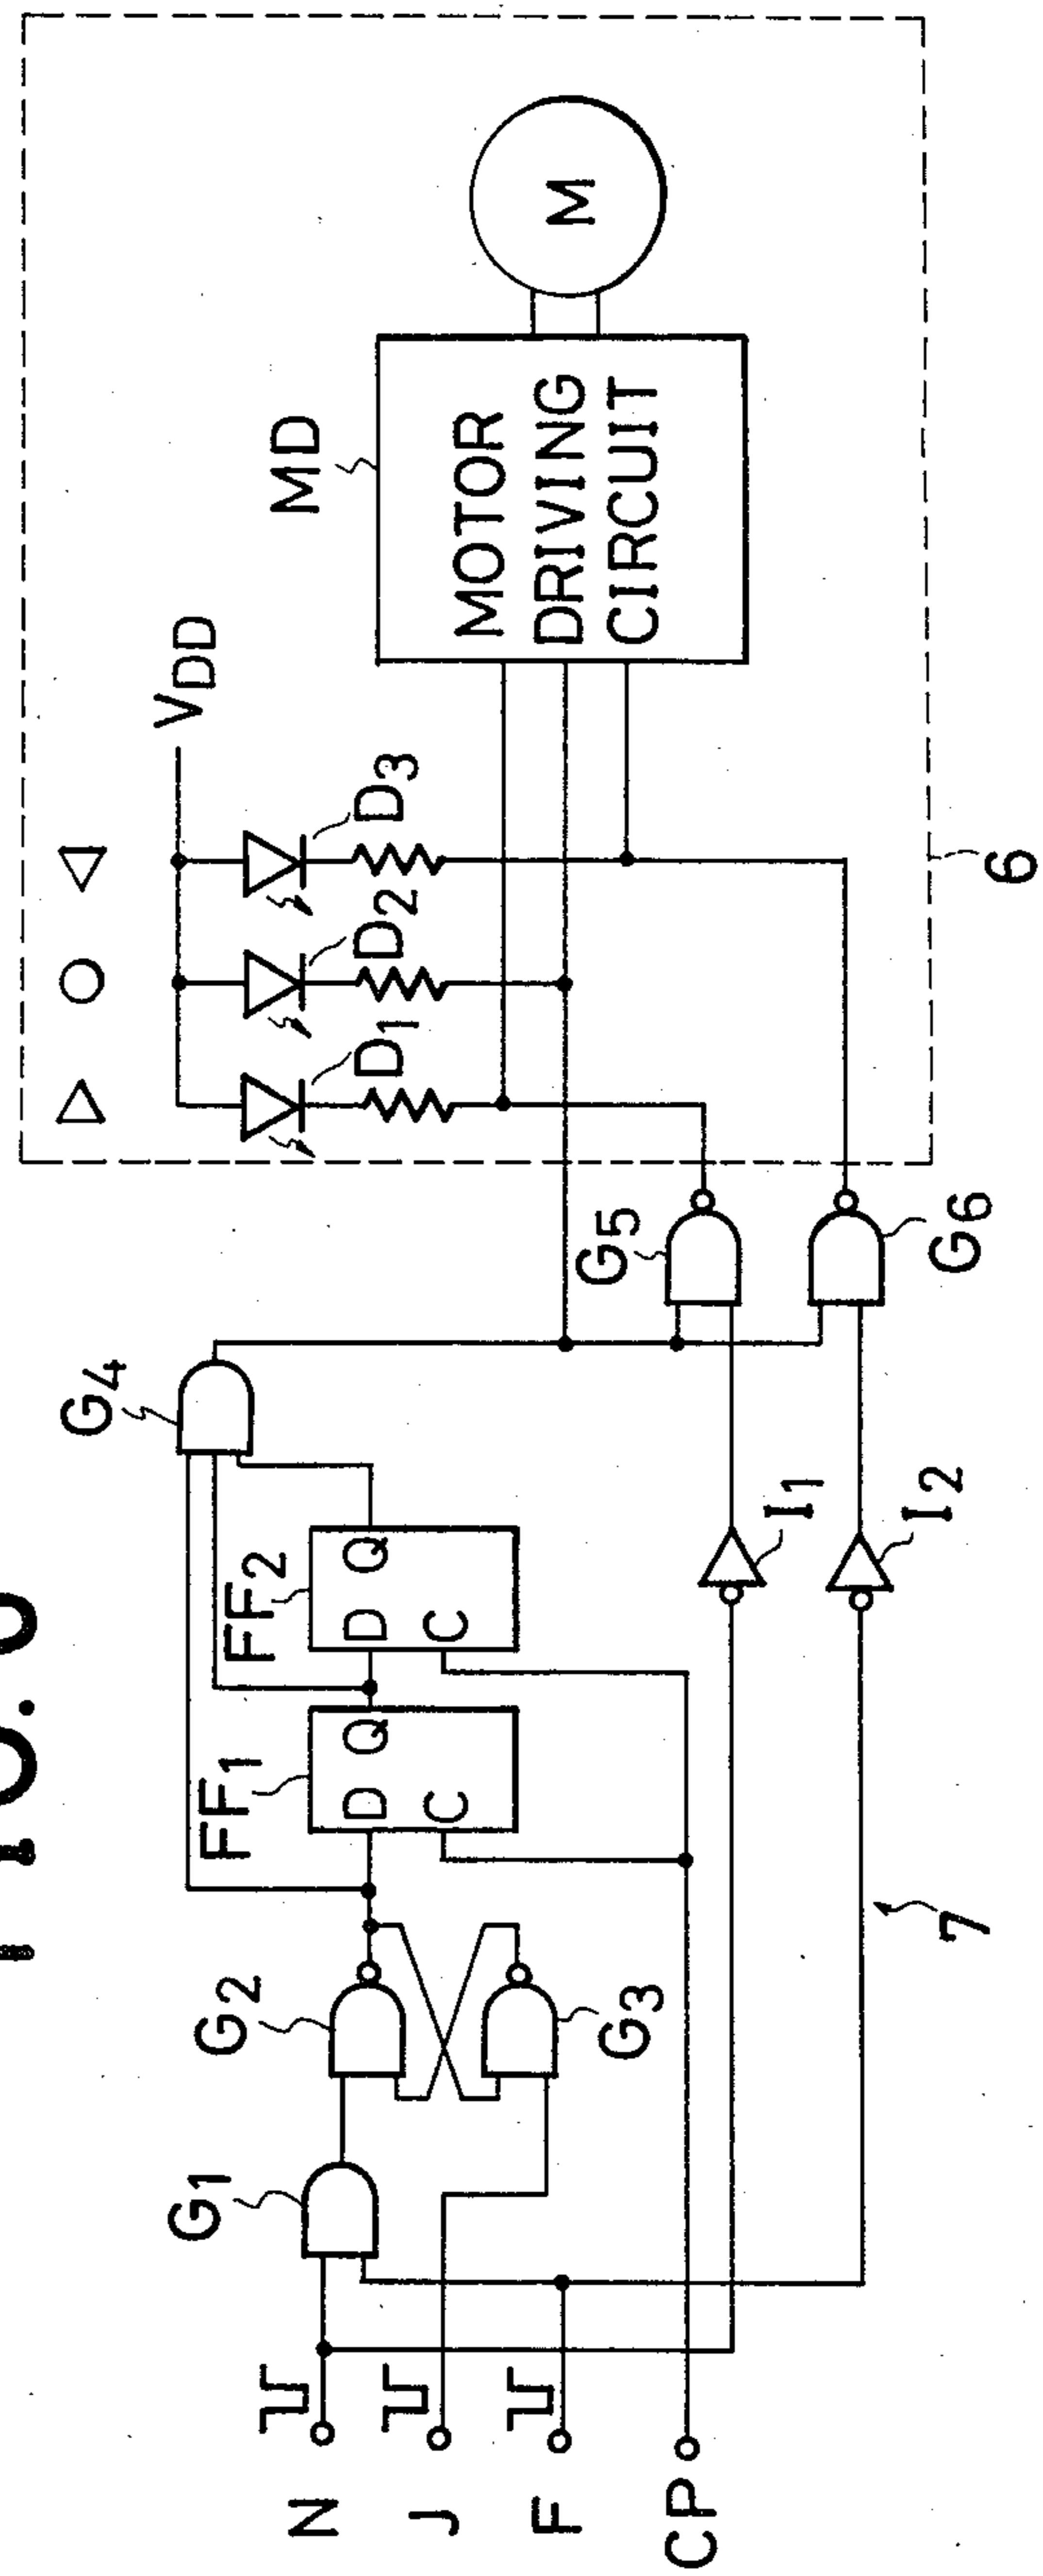 N
J
F
CP
G1
G2
G3
FF1
D Q
C
FF2
D Q
C
G4
I1
I2
7
G5
G6
6
VDD
D1
D2
D3
MD
MOTOR
DRIVING
CIRCUIT
M